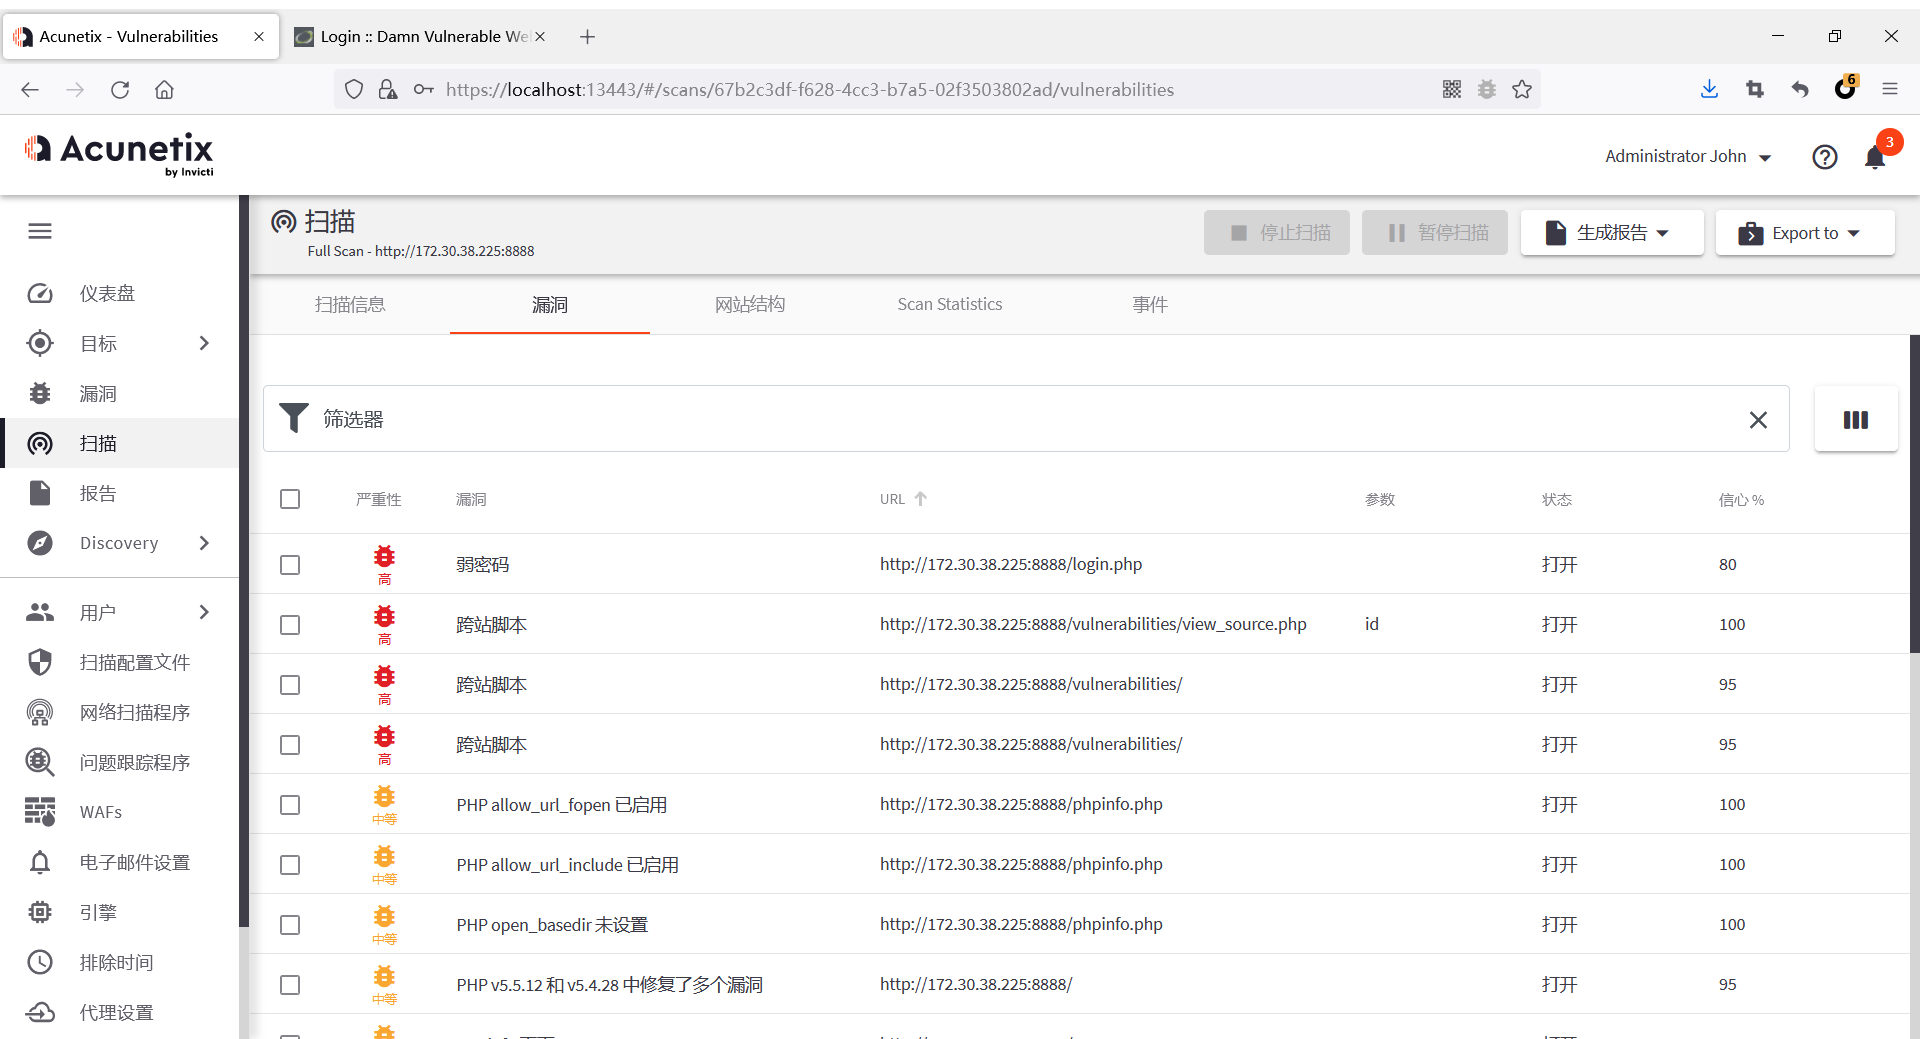 Acunetix - Vulnerabilities
Login :: Damn Vulnerable We
https://localhost:13443/#/scans/67b2c3df-f628-4cc3-b7a5-02f3503802ad/vulnerabilities
6
Acunetix
by Invicti
Administrator John
3
扫描
Full Scan - http://172.30.38.225:8888
停止扫描
暂停扫描
生成报告
Export to
仪表盘
目标
漏洞
扫描
报告
Discovery
用户
扫描配置文件
网络扫描程序
问题跟踪程序
WAFs
电子邮件设置
引擎
排除时间
代理设置
扫描信息
漏洞
网站结构
Scan Statistics
事件
筛选器
严重性 漏洞 URL 参数 状态 信心 %
高 弱密码 http://172.30.38.225:8888/login.php 打开 80
高 跨站脚本 http://172.30.38.225:8888/vulnerabilities/view_source.php id 打开 100
高 跨站脚本 http://172.30.38.225:8888/vulnerabilities/ 打开 95
高 跨站脚本 http://172.30.38.225:8888/vulnerabilities/ 打开 95
中等 PHP allow_url_fopen 已启用 http://172.30.38.225:8888/phpinfo.php 打开 100
中等 PHP allow_url_include 已启用 http://172.30.38.225:8888/phpinfo.php 打开 100
中等 PHP open_basedir 未设置 http://172.30.38.225:8888/phpinfo.php 打开 100
中等 PHP v5.5.12 和 v5.4.28 中修复了多个漏洞 http://172.30.38.225:8888/ 打开 95